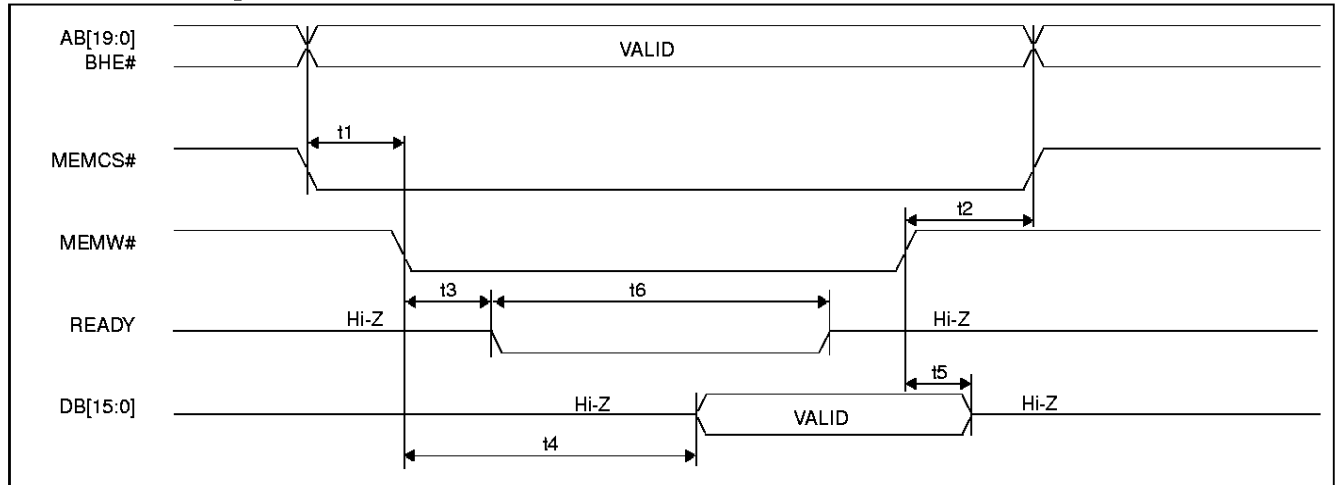 AB[19:0]
BHE#
VALID
t1
MEMCS#
t2
MEMW#
t3
t6
READY
Hi-Z
Hi-Z
t5
DB[15:0]
Hi-Z
VALID
Hi-Z
t4